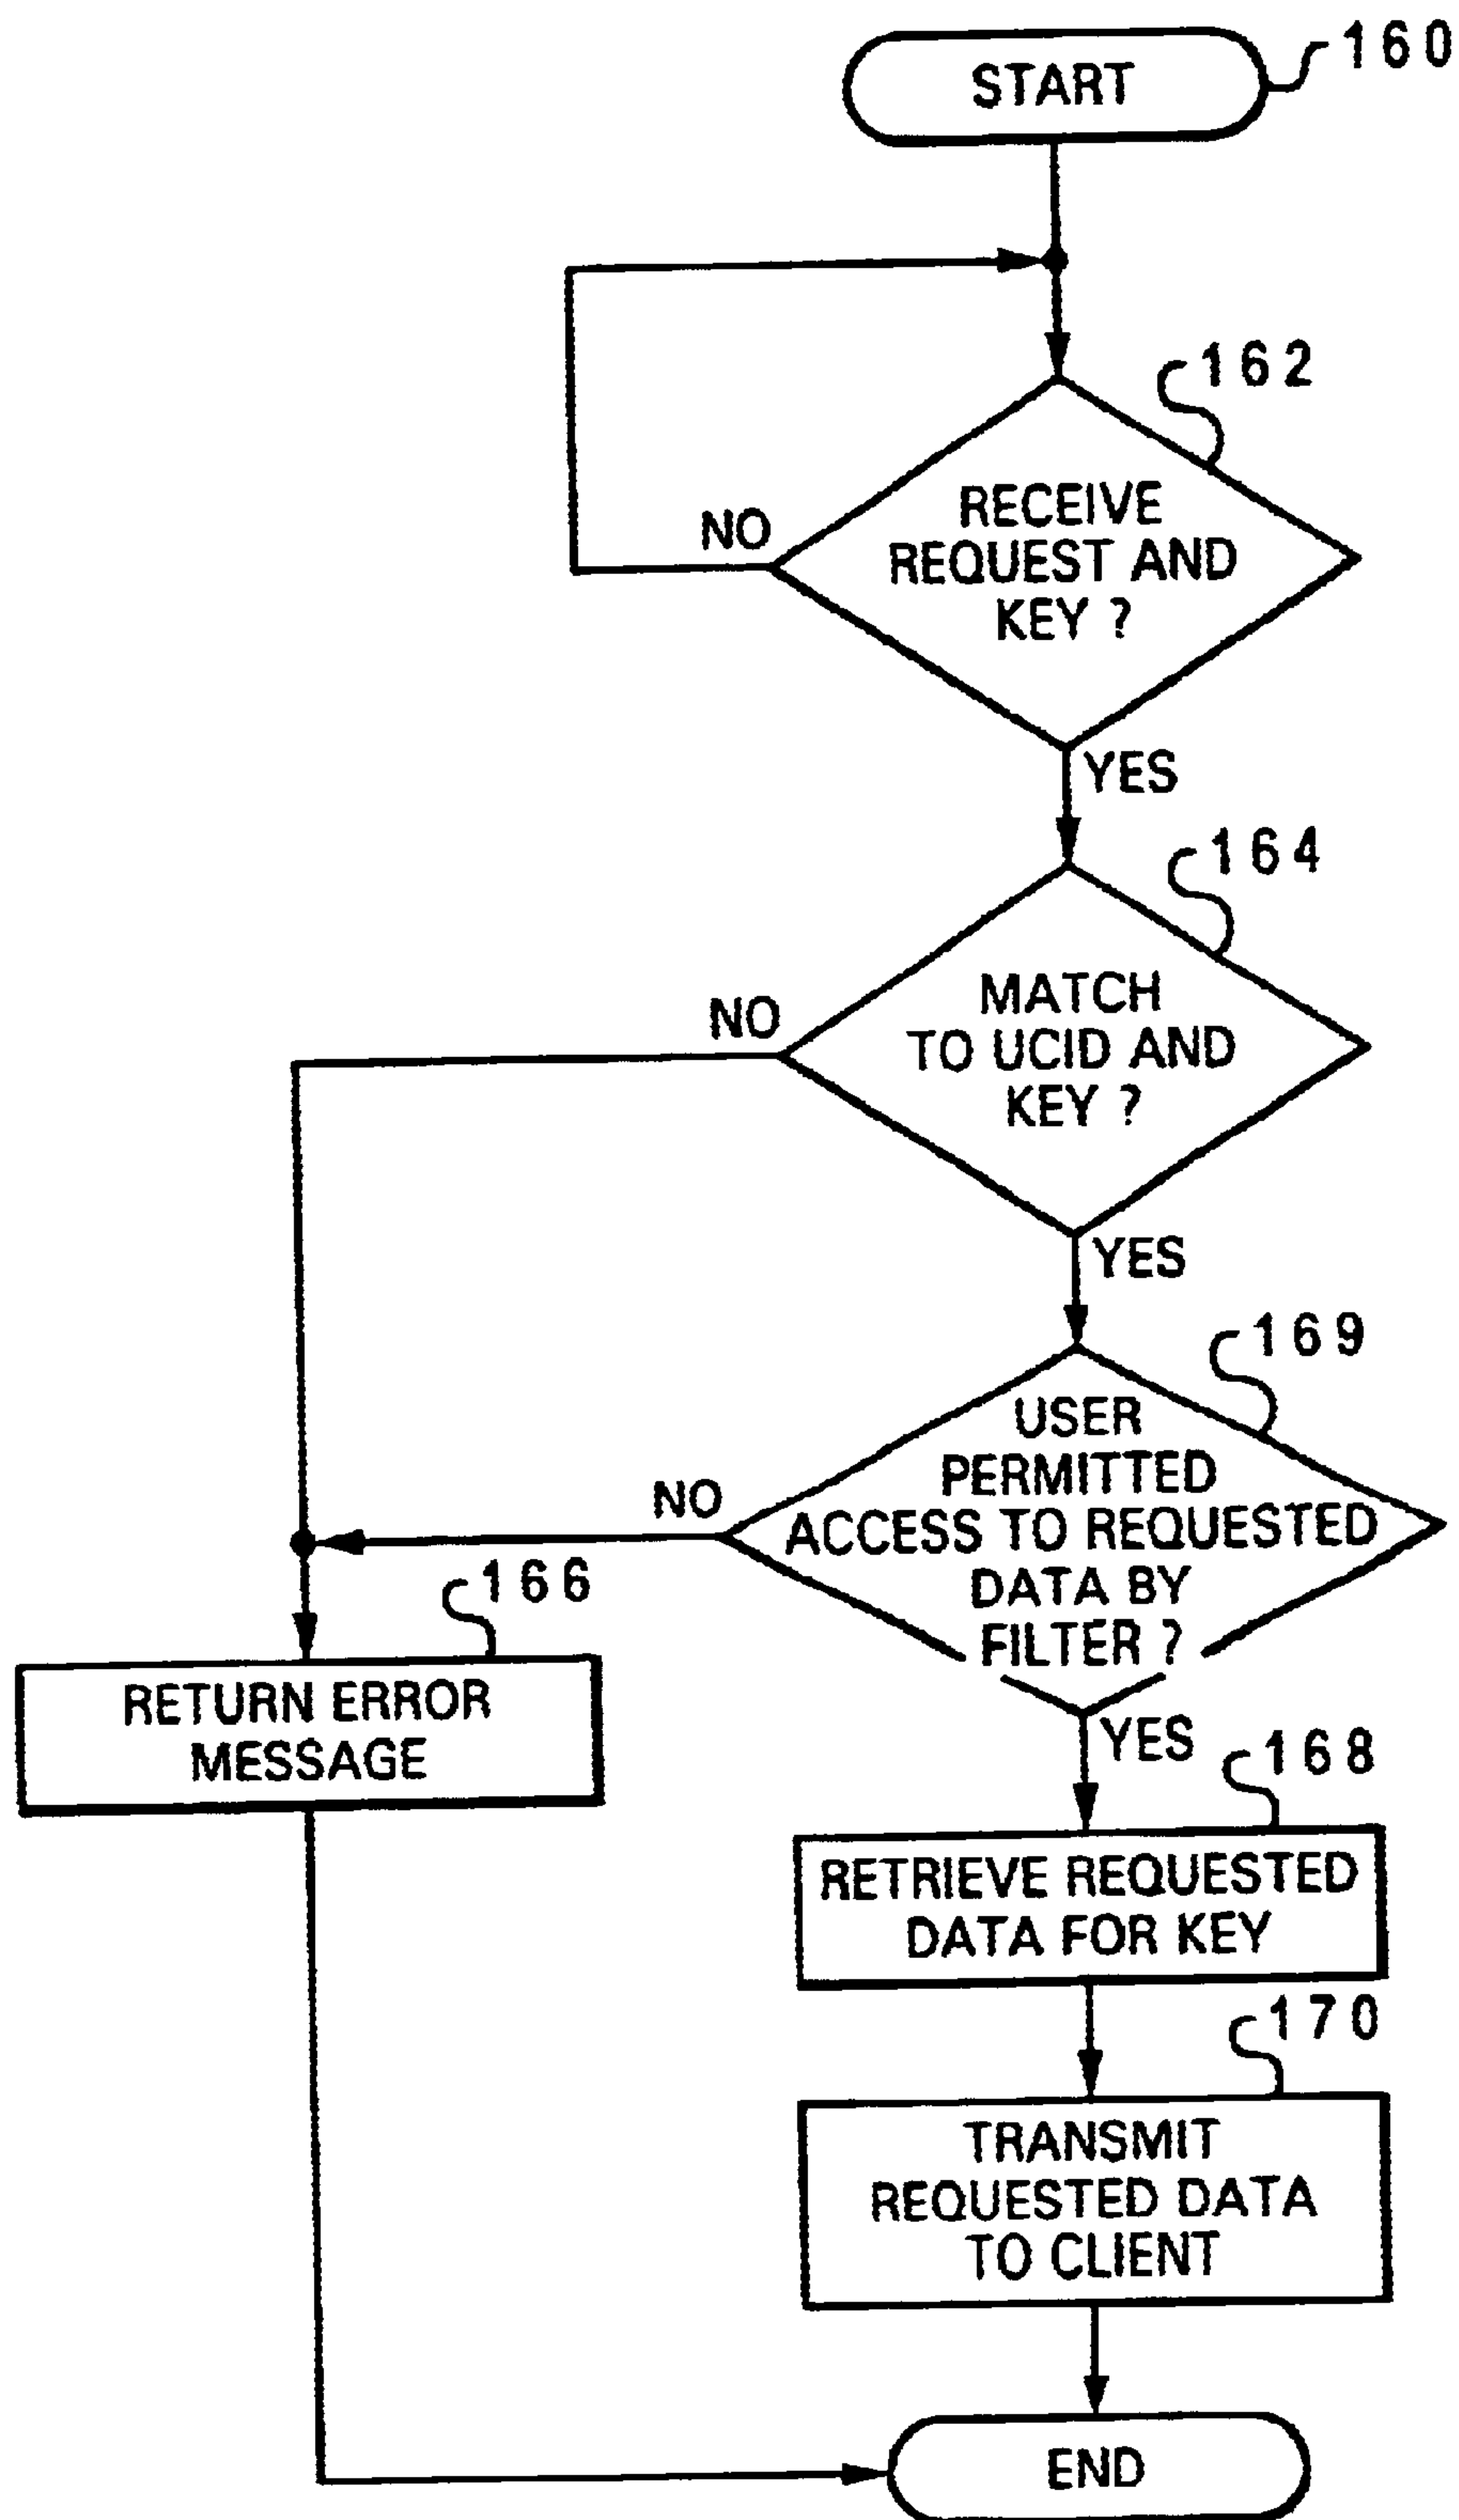 START
160
162
RECEIVE
REQUEST AND
KEY ?
NO
YES
164
MATCH
TO UCID AND
KEY ?
NO
YES
169
USER
PERMITTED
ACCESS TO REQUESTED
DATA BY
FILTER ?
NO
166
RETURN ERROR
MESSAGE
YES
168
RETRIEVE REQUESTED
DATA FOR KEY
170
TRANSMIT
REQUESTED DATA
TO CLIENT
END